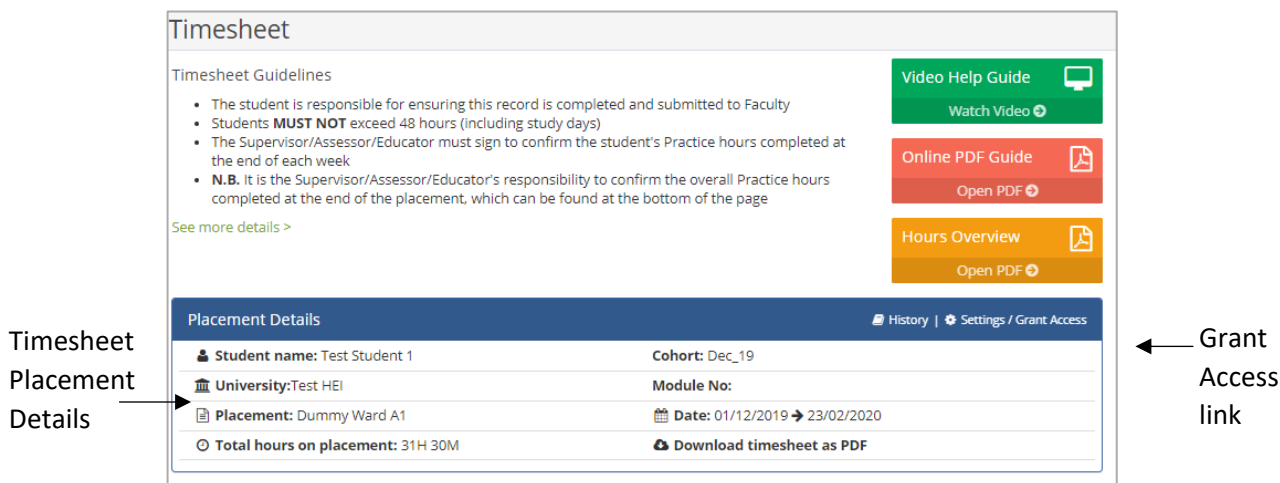 Timesheet
Timesheet Guidelines
• The student is responsible for ensuring this record is completed and submitted to Faculty
• Students MUST NOT exceed 48 hours (including study days)
• The Supervisor/Assessor/Educator must sign to confirm the student's Practice hours completed at
the end of each week
• N.B. It is the Supervisor/Assessor/Educator's responsibility to confirm the overall Practice hours
completed at the end of the placement, which can be found at the bottom of the page
See more details >
Video Help Guide
Watch Video
Online PDF Guide
Open PDF
Hours Overview
Open PDF
Placement Details
History | Settings / Grant Access
Student name: Test Student 1
Cohort: Dec_19
University:Test HEI
Module No:
Placement: Dummy Ward A1
Date: 01/12/2019 ➔ 23/02/2020
Total hours on placement: 31H 30M
Download timesheet as PDF
Timesheet
Placement
Details
Grant
Access
link